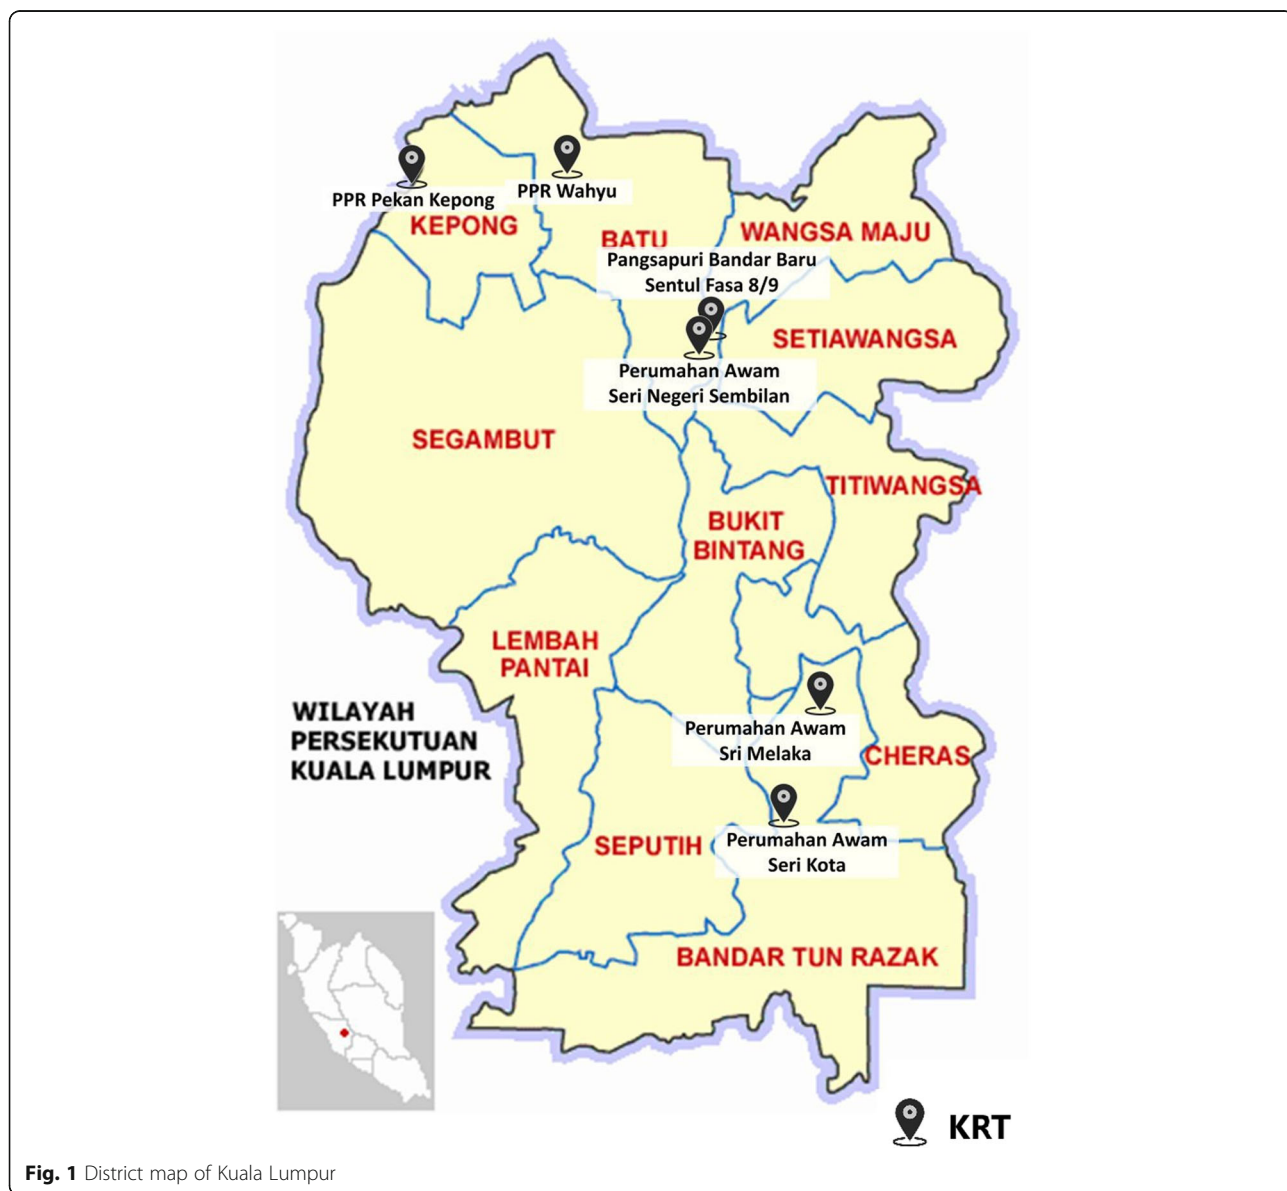 PPR Pekan Kepong
PPR Wahyu
KEPONG
BATU
WANGSA MAJU
Pangsapuri Bandar Baru
Sentul Fasa 8/9
SETIAWANGSA
Perumahan Awam
Seri Negeri Sembilan
SEGAMBUT
TITIWANGSA
BUKIT
BINTANG
LEMBAH
PANTAI
WILAYAH
PERSEKUTUAN
KUALA LUMPUR
Perumahan Awam
Sri Melaka
CHERAS
SEPUTIH
Perumahan Awam
Seri Kota
BANDAR TUN RAZAK
KRT
Fig. 1 District map of Kuala Lumpur